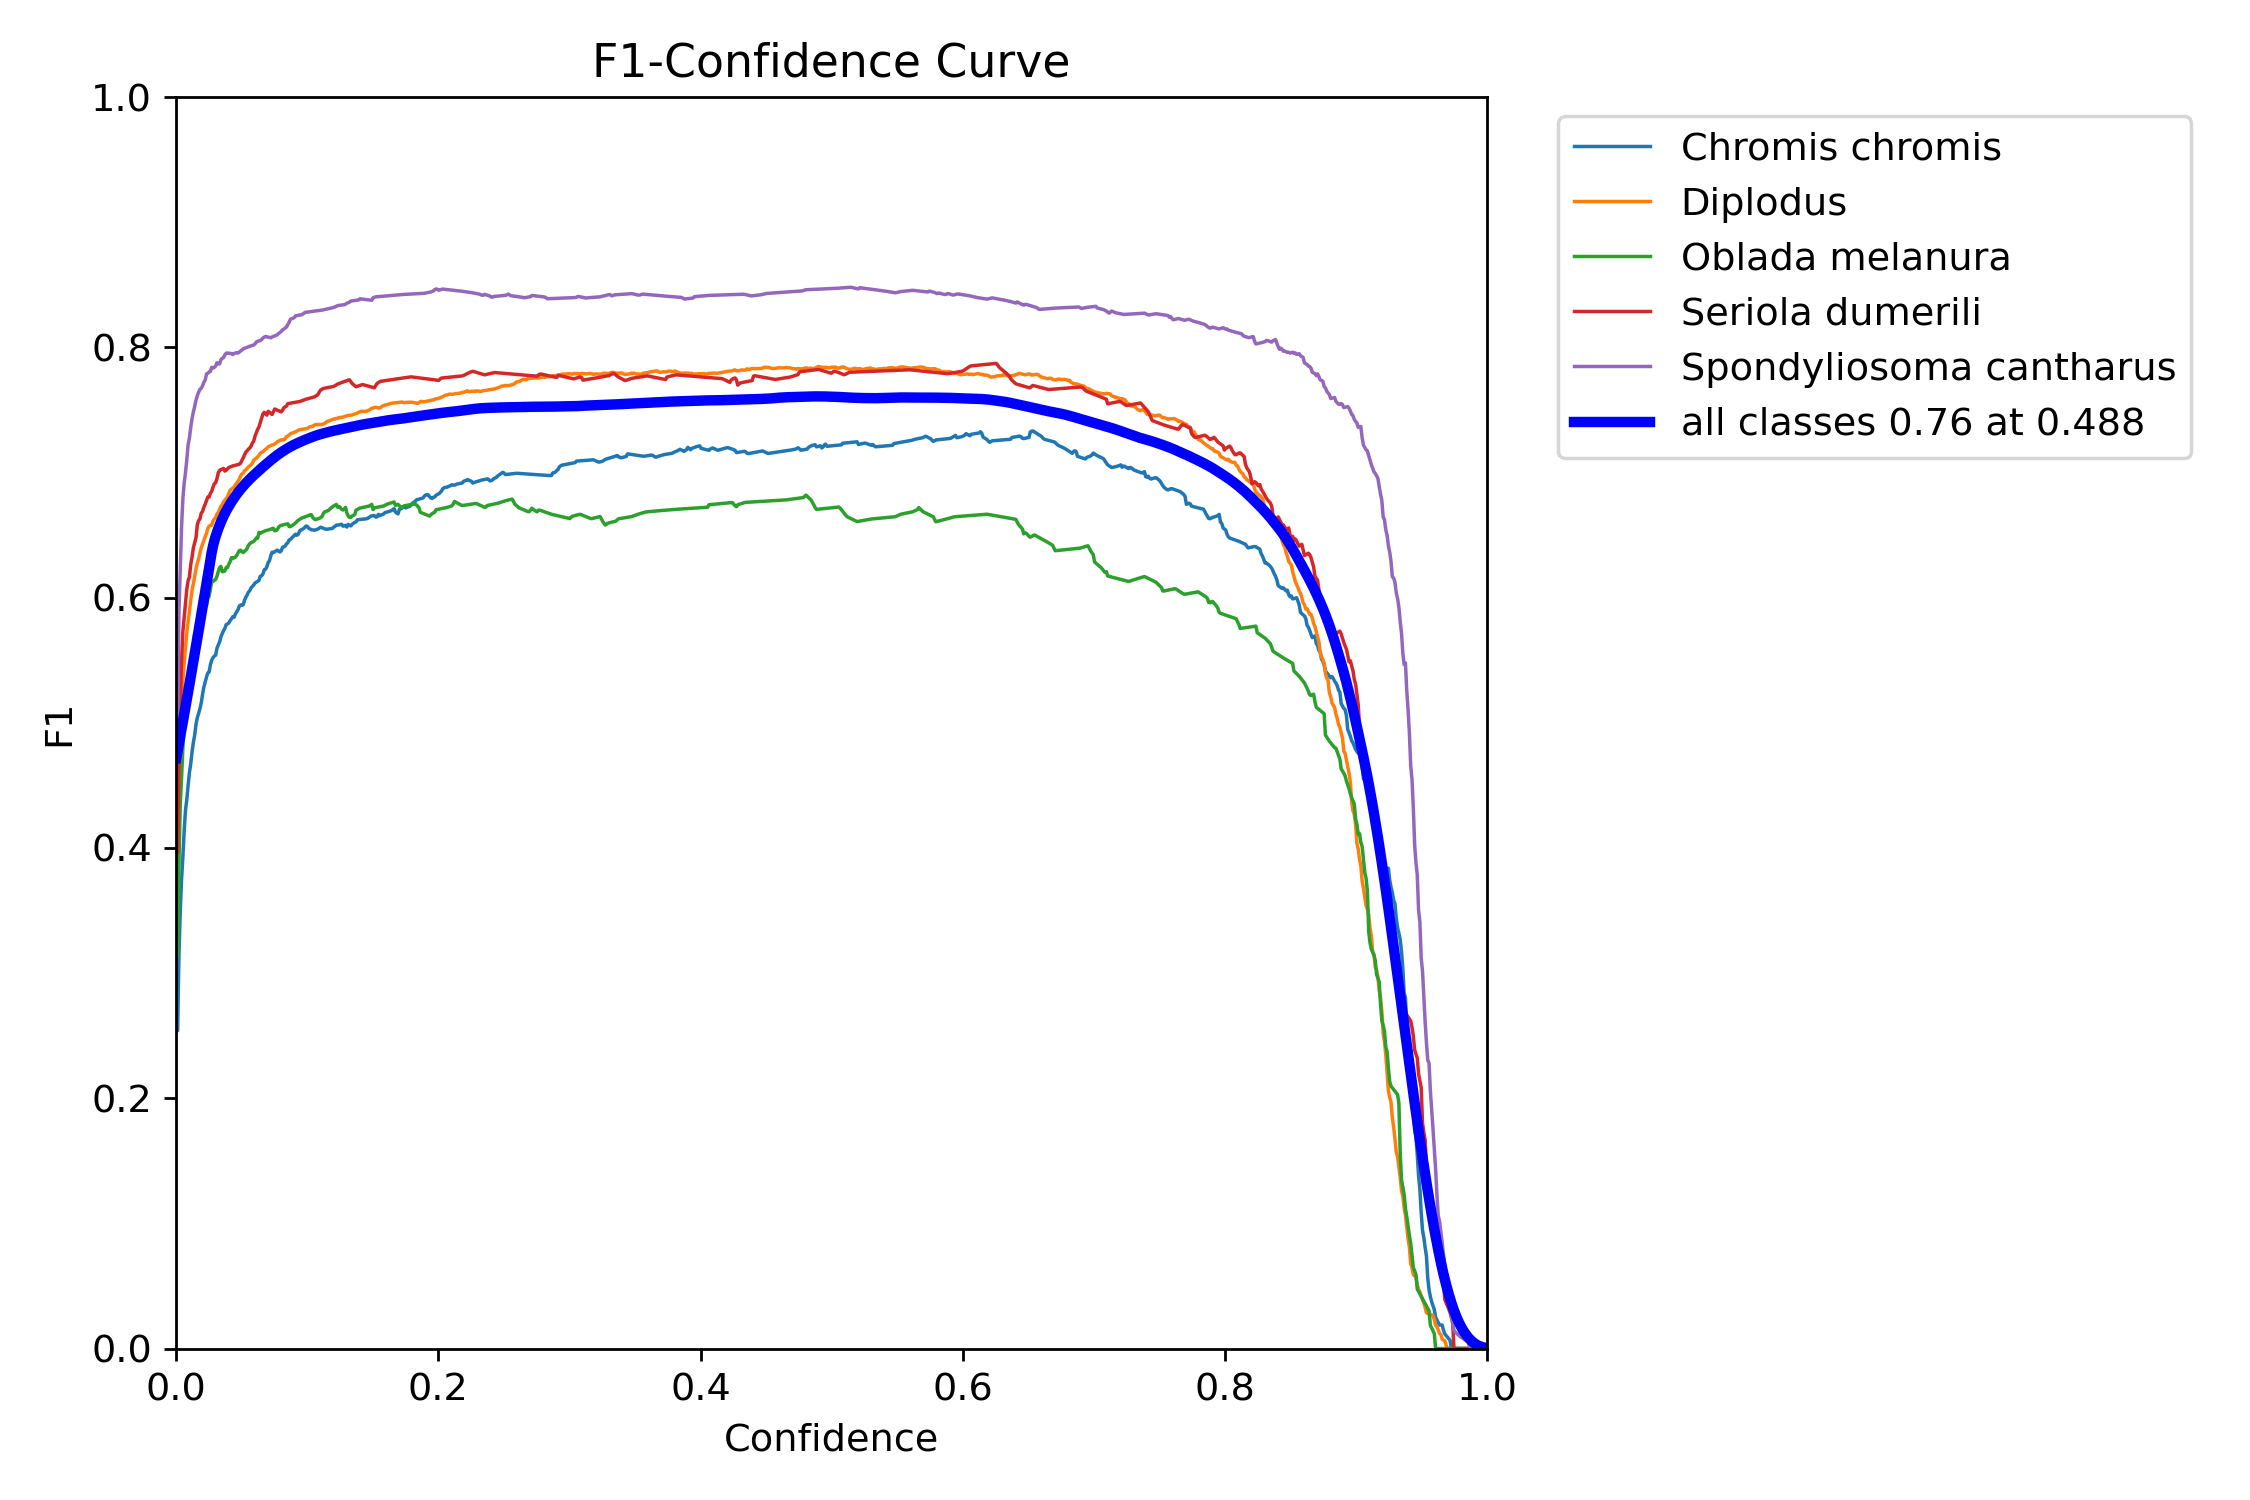 F1-Confidence Curve
1.0
0.8
0.6
0.4
0.2
0.0
F1
0.0 0.2 0.4 0.6 0.8 1.0
Confidence
Chromis chromis
Diplodus
Oblada melanura
Seriola dumerili
Spondyliosoma cantharus
all classes 0.76 at 0.488